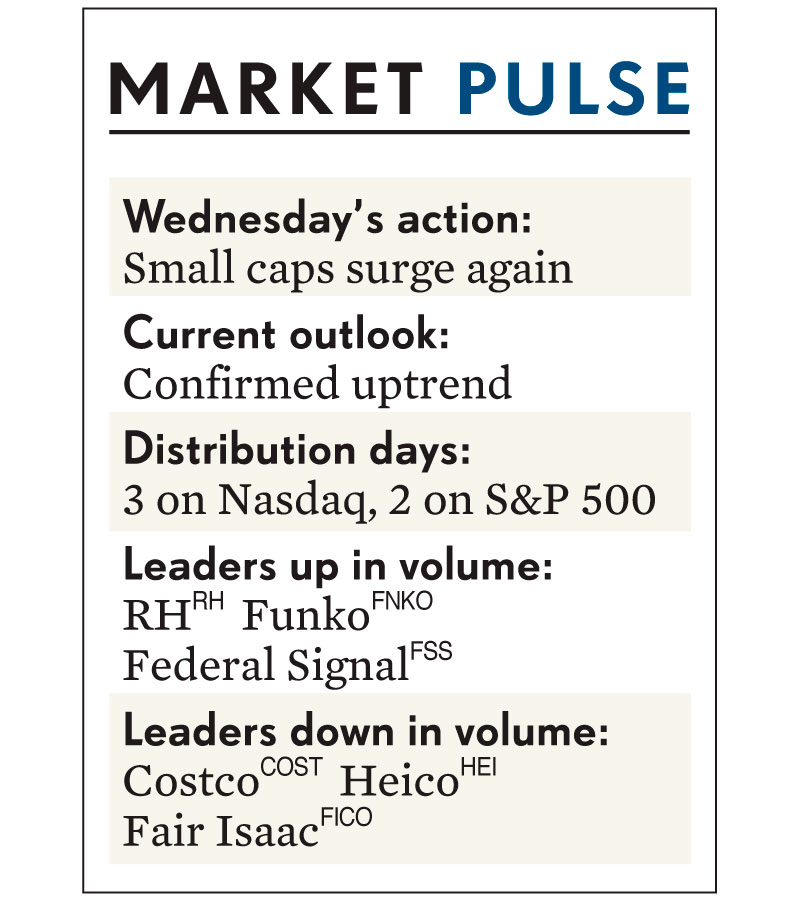 MARKET PULSE
Wednesday’s action:
Small caps surge again
Current outlook:
Confirmed uptrend
Distribution days:
3 on Nasdaq, 2 on S&P 500
Leaders up in volume:
RH RH Funko FNKO
Federal Signal FSS
Leaders down in volume:
Costco COST Heico HEI
Fair Isaac FICO